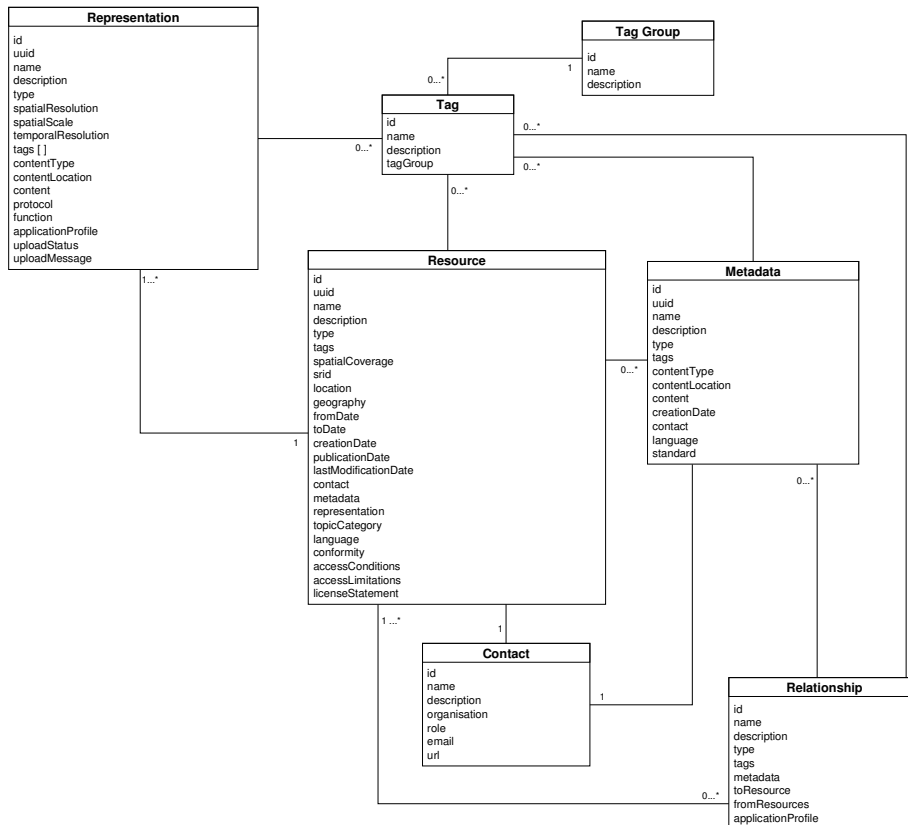 Representation
id
uuid
name
description
type
spatialResolution
spatialScale
temporalResolution
tags [ ]
contentType
contentLocation
content
protocol
function
applicationProfile
uploadStatus
uploadMessage
1...*
Tag Group
id
name
description
1
0...*
Tag
id
name
description
tagGroup
0...*
0...*
0...*
0...*
Resource
id
uuid
name
description
type
tags
spatialCoverage
srid
location
geography
fromDate
toDate
creationDate
publicationDate
lastModificationDate
contact
metadata
representation
topicCategory
language
conformity
accessConditions
accessLimitations
licenseStatement
1
0...*
1 ...*
1
Metadata
id
uuid
name
description
type
tags
contentType
contentLocation
content
creationDate
contact
language
standard
0...*
Contact
id
name
description
organisation
role
email
url
1
Relationship
id
name
description
type
tags
metadata
toResource
fromResources
applicationProfile
0...*